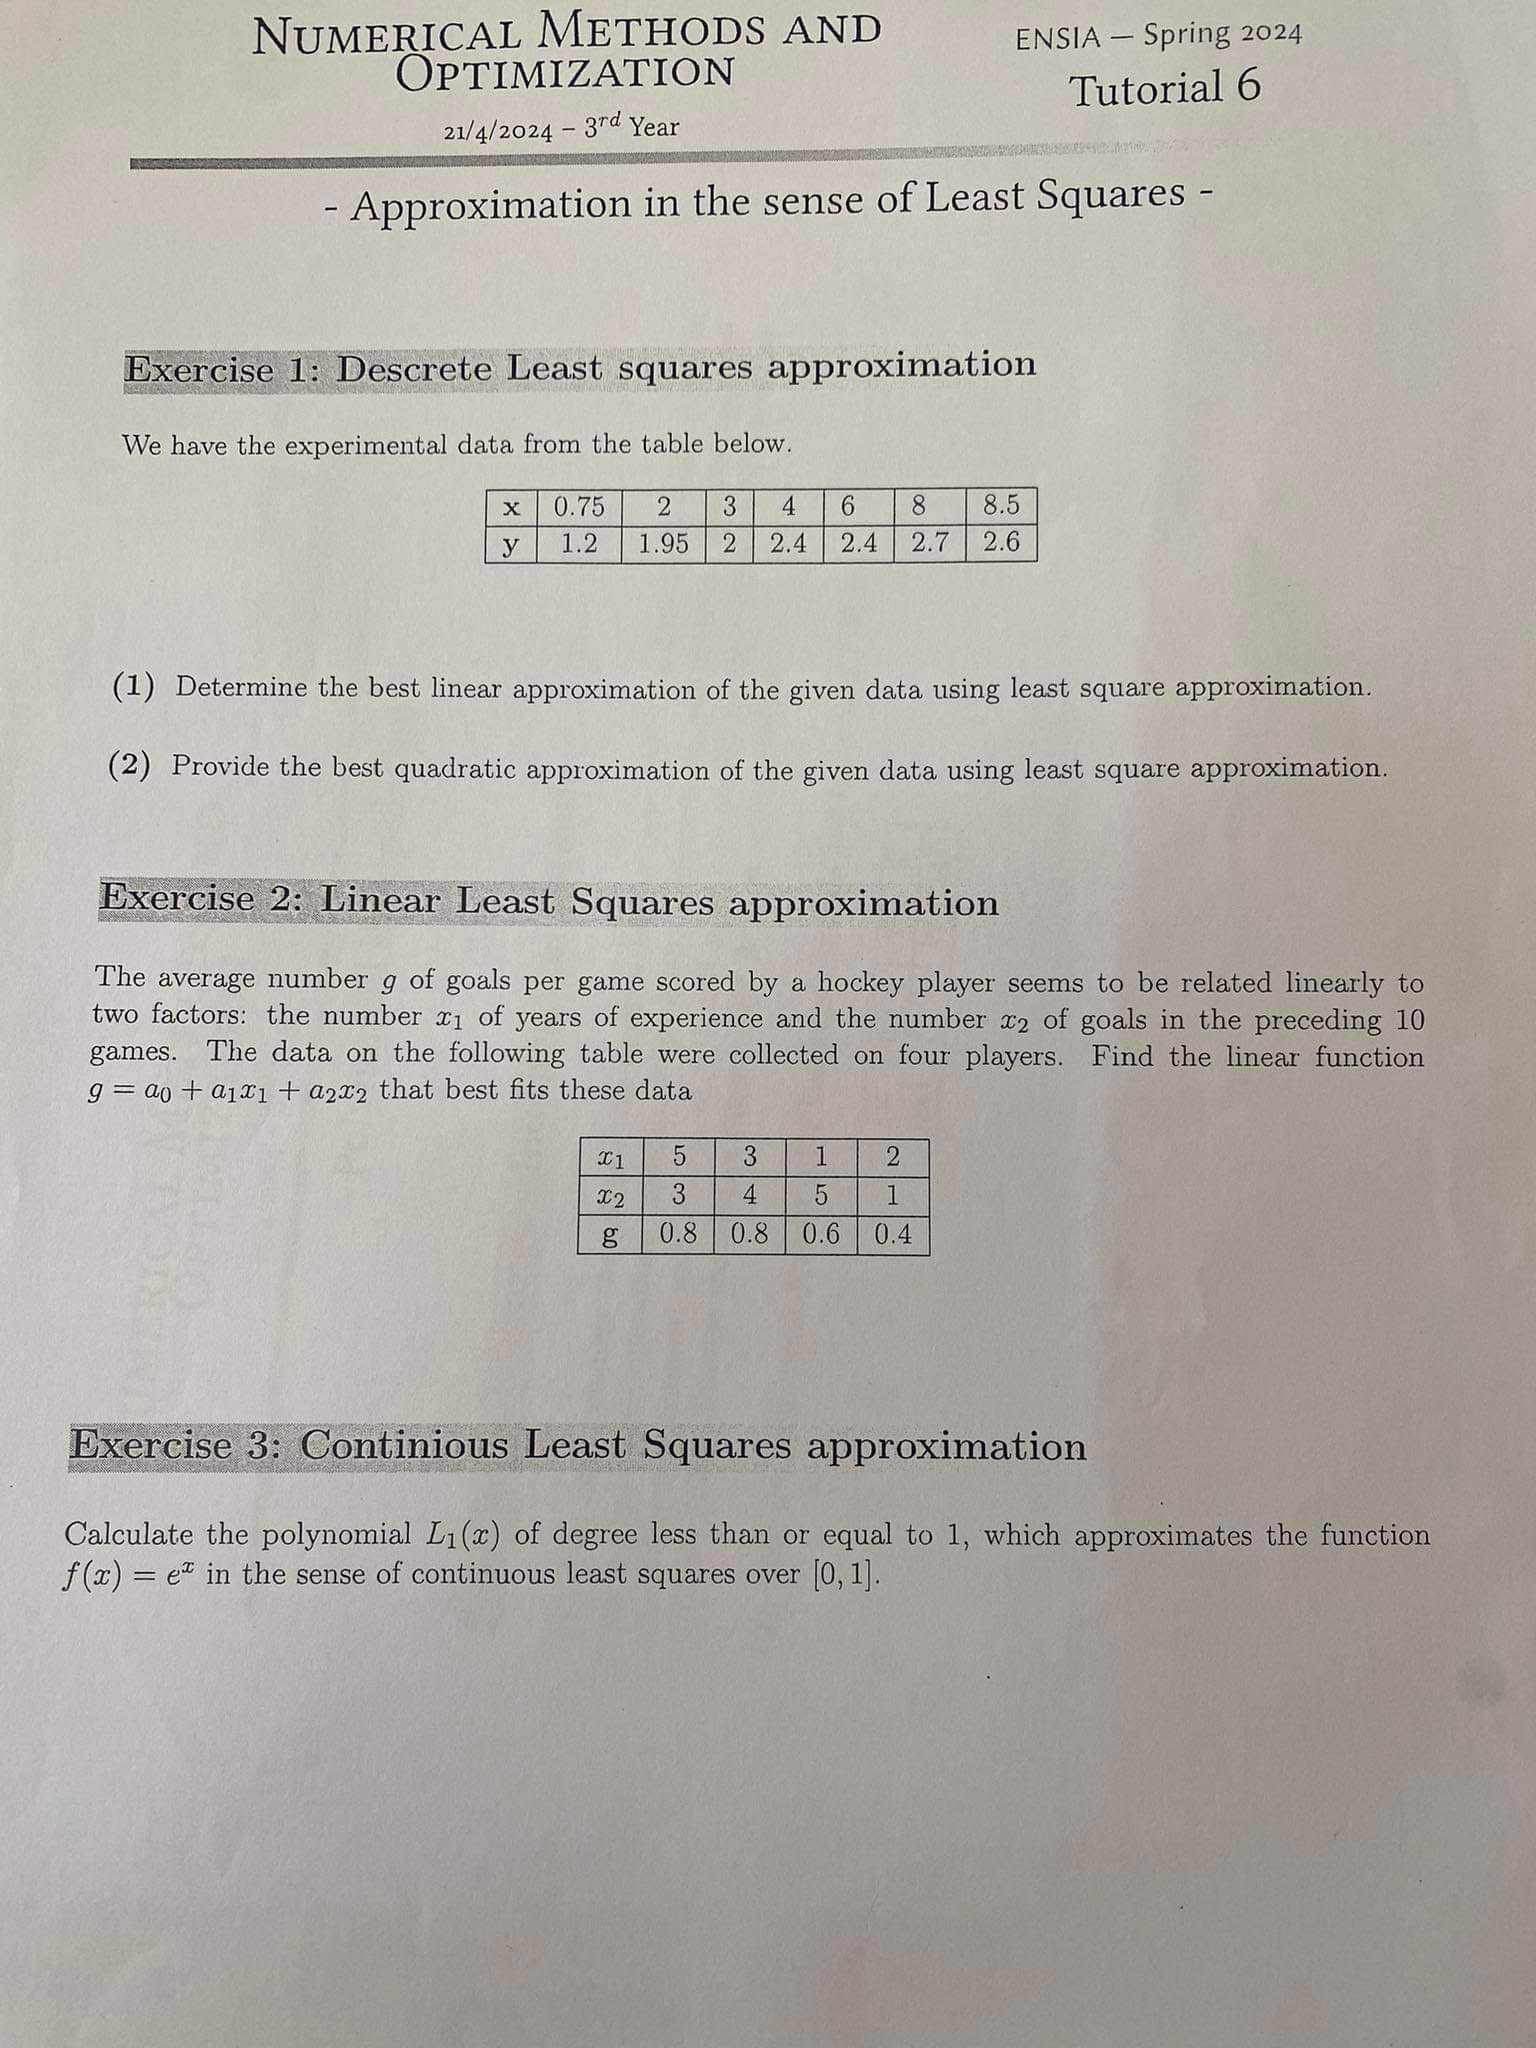 NUMERICAL METHODS AND
OPTIMIZATION
21/4/2024 – 3rd Year
ENSIA — Spring 2024
Tutorial 6
- Approximation in the sense of Least Squares -
Exercise 1: Descrete Least squares approximation
We have the experimental data from the table below.
x 0.75 2 3 4 6 8 8.5
y 1.2 1.95 2 2.4 2.4 2.7 2.6
(1) Determine the best linear approximation of the given data using least square approximation.
(2) Provide the best quadratic approximation of the given data using least square approximation.
Exercise 2: Linear Least Squares approximation
The average number g of goals per game scored by a hockey player seems to be related linearly to
two factors: the number x₁ of years of experience and the number x₂ of goals in the preceding 10
games. The data on the following table were collected on four players. Find the linear function
g = a₀ + a₁x₁ + a₂x₂ that best fits these data
x₁ 5 3 1 2
x₂ 3 4 5 1
g 0.8 0.8 0.6 0.4
Exercise 3: Continious Least Squares approximation
Calculate the polynomial L₁(x) of degree less than or equal to 1, which approximates the function
f(x) = eˣ in the sense of continuous least squares over [0, 1].